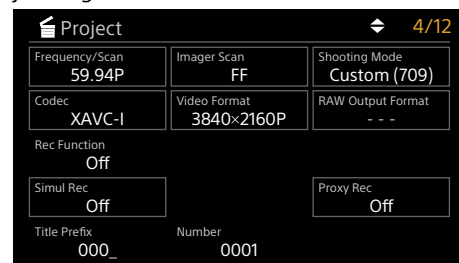 Project 4/12
Frequency/Scan Imager Scan Shooting Mode
59.94P FF Custom (709)
Codec Video Format RAW Output Format
XAVC-I 3840×2160P - - -
Rec Function
Off
Simul Rec Proxy Rec
Off Off
Title Prefix Number
000_ 0001